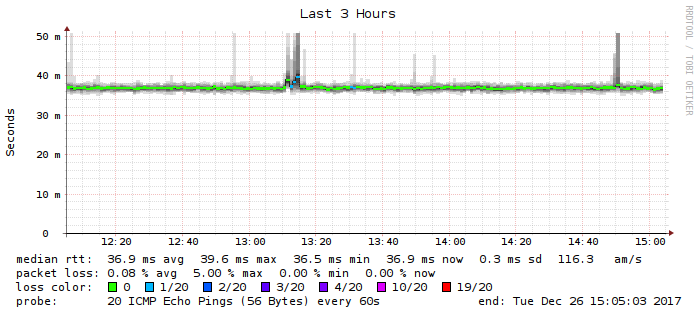 Last 3 Hours
RRDTOOL / TOBI OETIKER
Seconds
50 m
40 m
30 m
20 m
10 m
0
12:20 12:40 13:00 13:20 13:40 14:00 14:20 14:40 15:00
median rtt: 36.9 ms avg 39.6 ms max 36.5 ms min 36.9 ms now 0.3 ms sd 116.3 am/s
packet loss: 0.08 % avg 5.00 % max 0.00 % min 0.00 % now
loss color: 0 1/20 2/20 3/20 4/20 10/20 19/20
probe: 20 ICMP Echo Pings (56 Bytes) every 60s end: Tue Dec 26 15:05:03 2017